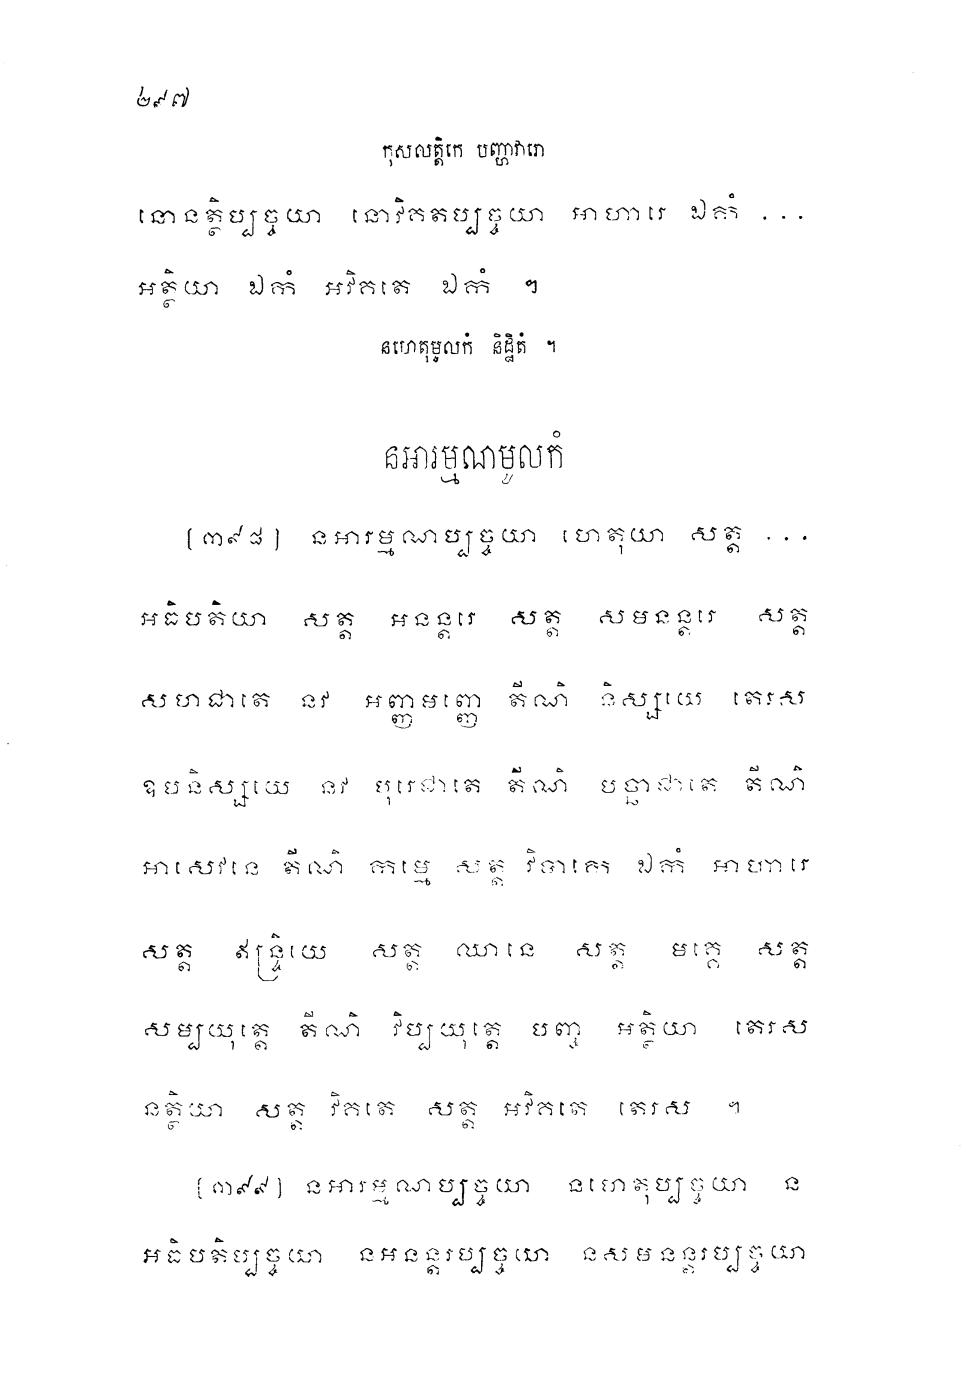 ២៩៧
កុសលត្តិកេ បញ្ហាវារោ
នោនត្ថិប្បច្ចយា នោវិគតប្បច្ចយា អាហារេ ឯកំ ...
អត្ថិយា ឯកំ អវិគតេ ឯកំ ។
នហេតុមូលកំ និដ្ឋិតំ ។
នអារម្មណមូលកំ
[៣៩៨] នអារម្មណប្បច្ចយា ហេតុយា សត្ត ...
អធិបតិយា សត្ត អនន្តរេ សត្ត សមនន្តរេ សត្ត
សហជាតេ នវ អញ្ញមញ្ញេ តីណិ និស្សយេ តេរស
ឧបនិស្សយេ នវ បុរេជាតេ តីណិ បច្ឆាជាតេ តីណិ
អាសេវនេ តីណិ កម្មេ សត្ត វិបាកេ ឯកំ អាហារេ
សត្ត ឥន្ទ្រិយេ សត្ត ឈានេ សត្ត មគ្គេ សត្ត
សម្បយុត្តេ តីណិ វិប្បយុត្តេ បញ្ច អត្ថិយា តេរស
នត្ថិយា សត្ត វិគតេ សត្ត អវិគតេ តេរស ។
[៣៩៩] នអារម្មណប្បច្ចយា នហេតុប្បច្ចយា ន
អធិបតិប្បច្ចយា នអនន្តរប្បច្ចយា នសមនន្តរប្បច្ចយា